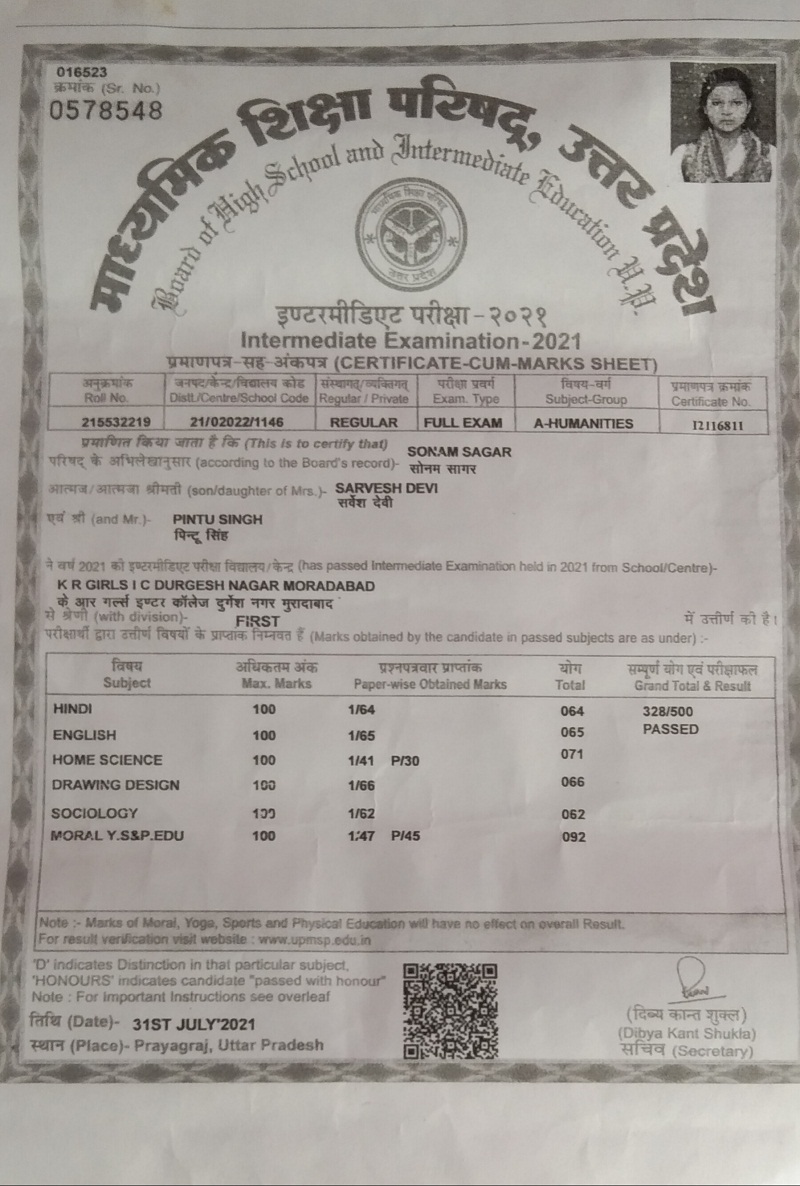 016523
क्रमांक (Sr. No.)
0578548
माध्यमिक शिक्षा परिषद्, उत्तर प्रदेश
Board of High School and Intermediate Education U.P.
माध्यमिक शिक्षा परिषद्
उत्तर प्रदेश
इण्टरमीडिएट परीक्षा-२०२१
Intermediate Examination-2021
प्रमाणपत्र-सह-अंकपत्र (CERTIFICATE-CUM-MARKS SHEET)
अनुक्रमांक जनपद/केन्द्र/विद्यालय कोड संस्थागत/व्यक्तिगत परीक्षा प्रवर्ग विषय-वर्ग प्रमाणपत्र क्रमांक
Roll No. Distt./Centre/School Code Regular / Private Exam. Type Subject-Group Certificate No.
215532219 21/02022/1146 REGULAR FULL EXAM A-HUMANITIES I2116811
प्रमाणित किया जाता है कि (This is to certify that)
SONAM SAGAR
परिषद् के अभिलेखानुसार (according to the Board's record)- सोनम सागर
आत्मज/आत्मजा श्रीमती (son/daughter of Mrs.)- SARVESH DEVI
सर्वेश देवी
एवं श्री (and Mr.)- PINTU SINGH
पिन्टू सिंह
ने वर्ष 2021 की इण्टरमीडिएट परीक्षा विद्यालय/केन्द्र (has passed Intermediate Examination held in 2021 from School/Centre)-
K R GIRLS I C DURGESH NAGAR MORADABAD
के आर गर्ल्स इण्टर कॉलेज दुर्गेश नगर मुरादाबाद
से श्रेणी (with division)- FIRST में उत्तीर्ण की है।
परीक्षार्थी द्वारा उत्तीर्ण विषयों के प्राप्तांक निम्नवत हैं (Marks obtained by the candidate in passed subjects are as under) :-
विषय अधिकतम अंक प्रश्नपत्रवार प्राप्तांक योग सम्पूर्ण योग एवं परीक्षाफल
Subject Max. Marks Paper-wise Obtained Marks Total Grand Total & Result
HINDI 100 1/64 064 328/500
ENGLISH 100 1/65 065 PASSED
HOME SCIENCE 100 1/41 P/30 071
DRAWING DESIGN 100 1/66 066
SOCIOLOGY 100 1/62 062
MORAL Y.S&P.EDU 100 1/47 P/45 092
Note :- Marks of Moral, Yoga, Sports and Physical Education will have no effect on overall Result.
For result verification visit website : www.upmsp.edu.in
'D' indicates Distinction in that particular subject,
'HONOURS' indicates candidate "passed with honour"
Note : For Important Instructions see overleaf
तिथि (Date)- 31ST JULY'2021
स्थान (Place)- Prayagraj, Uttar Pradesh
(दिब्य कान्त शुक्ल)
(Dibya Kant Shukla)
सचिव (Secretary)